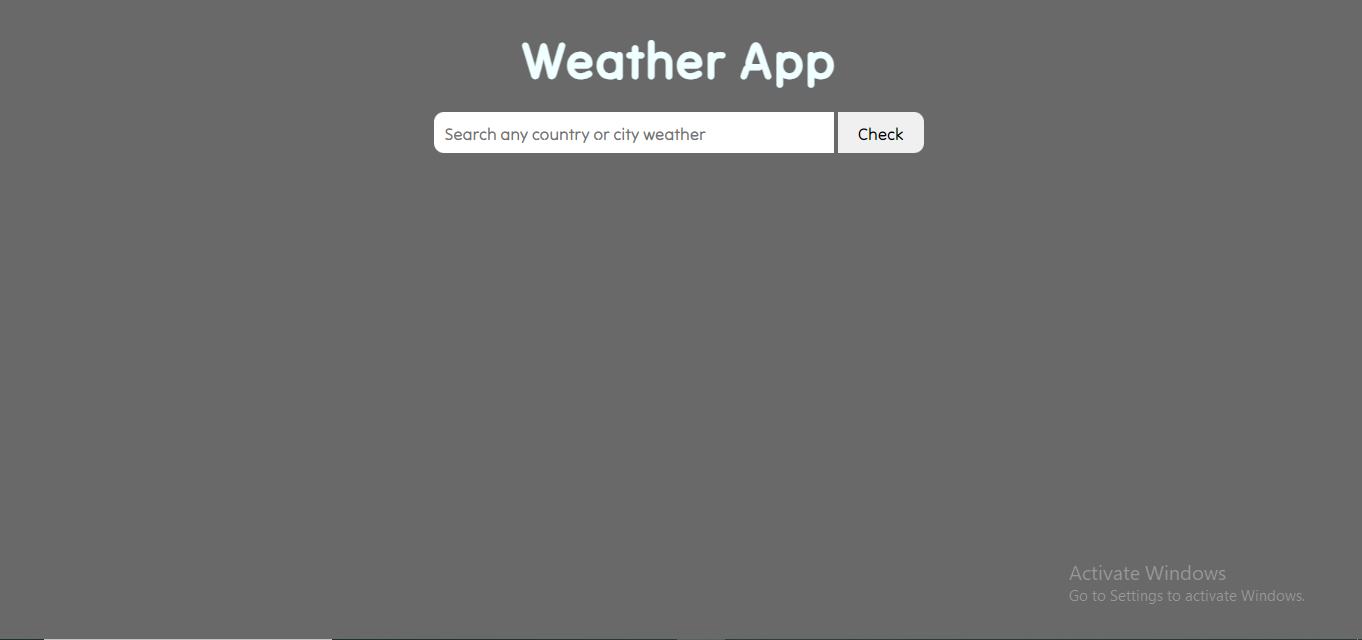 Weather App
Search any country or city weather
Check
Activate Windows
Go to Settings to activate Windows.